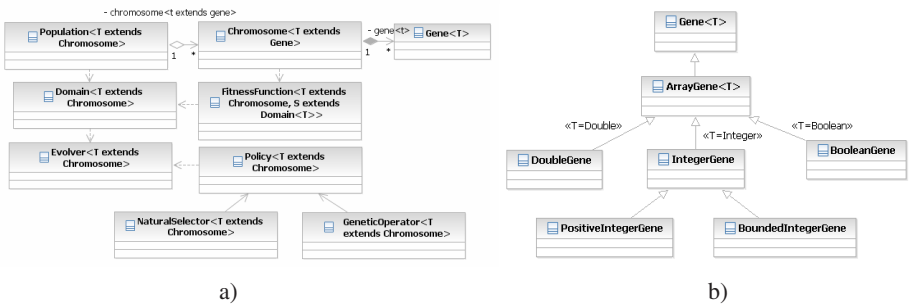 - chromosome<t extends gene>
Population<T extends
Chromosome>
1
*
Chromosome<T extends
Gene>
- gene<t>
1
*
Gene<T>
Domain<T extends
Chromosome>
FitnessFunction<T extends
Chromosome, S extends
Domain<T>>
Evolver<T extends
Chromosome>
Policy<T extends
Chromosome>
NaturalSelector<T extends
Chromosome>
GeneticOperator<T
extends Chromosome>
a)
Gene<T>
ArrayGene<T>
«T=Double»
«T=Integer»
«T=Boolean»
DoubleGene
IntegerGene
BooleanGene
PositiveIntegerGene
BoundedIntegerGene
b)